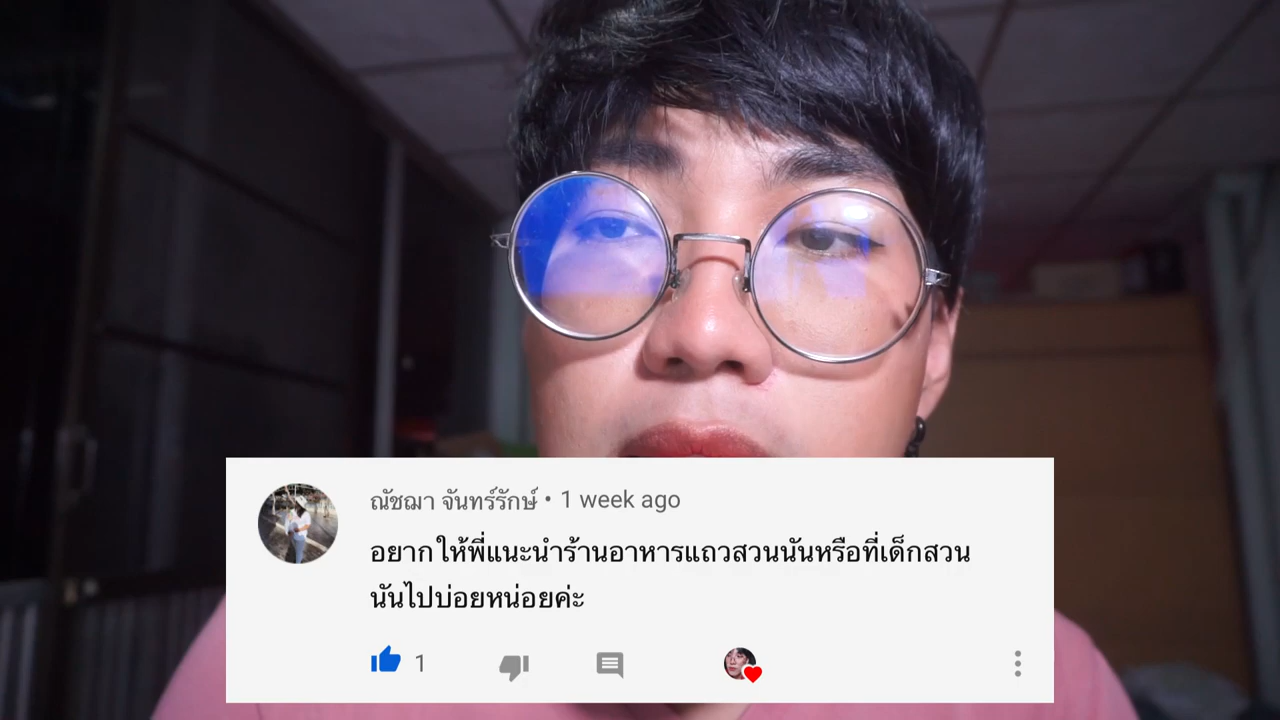 ณัชฌา จันทร์รักษ์ • 1 week ago
อยากให้พี่แนะนำร้านอาหารแถวสวนนันหรือที่เด็กสวน
นันไปบ่อยหน่อยค่ะ
1